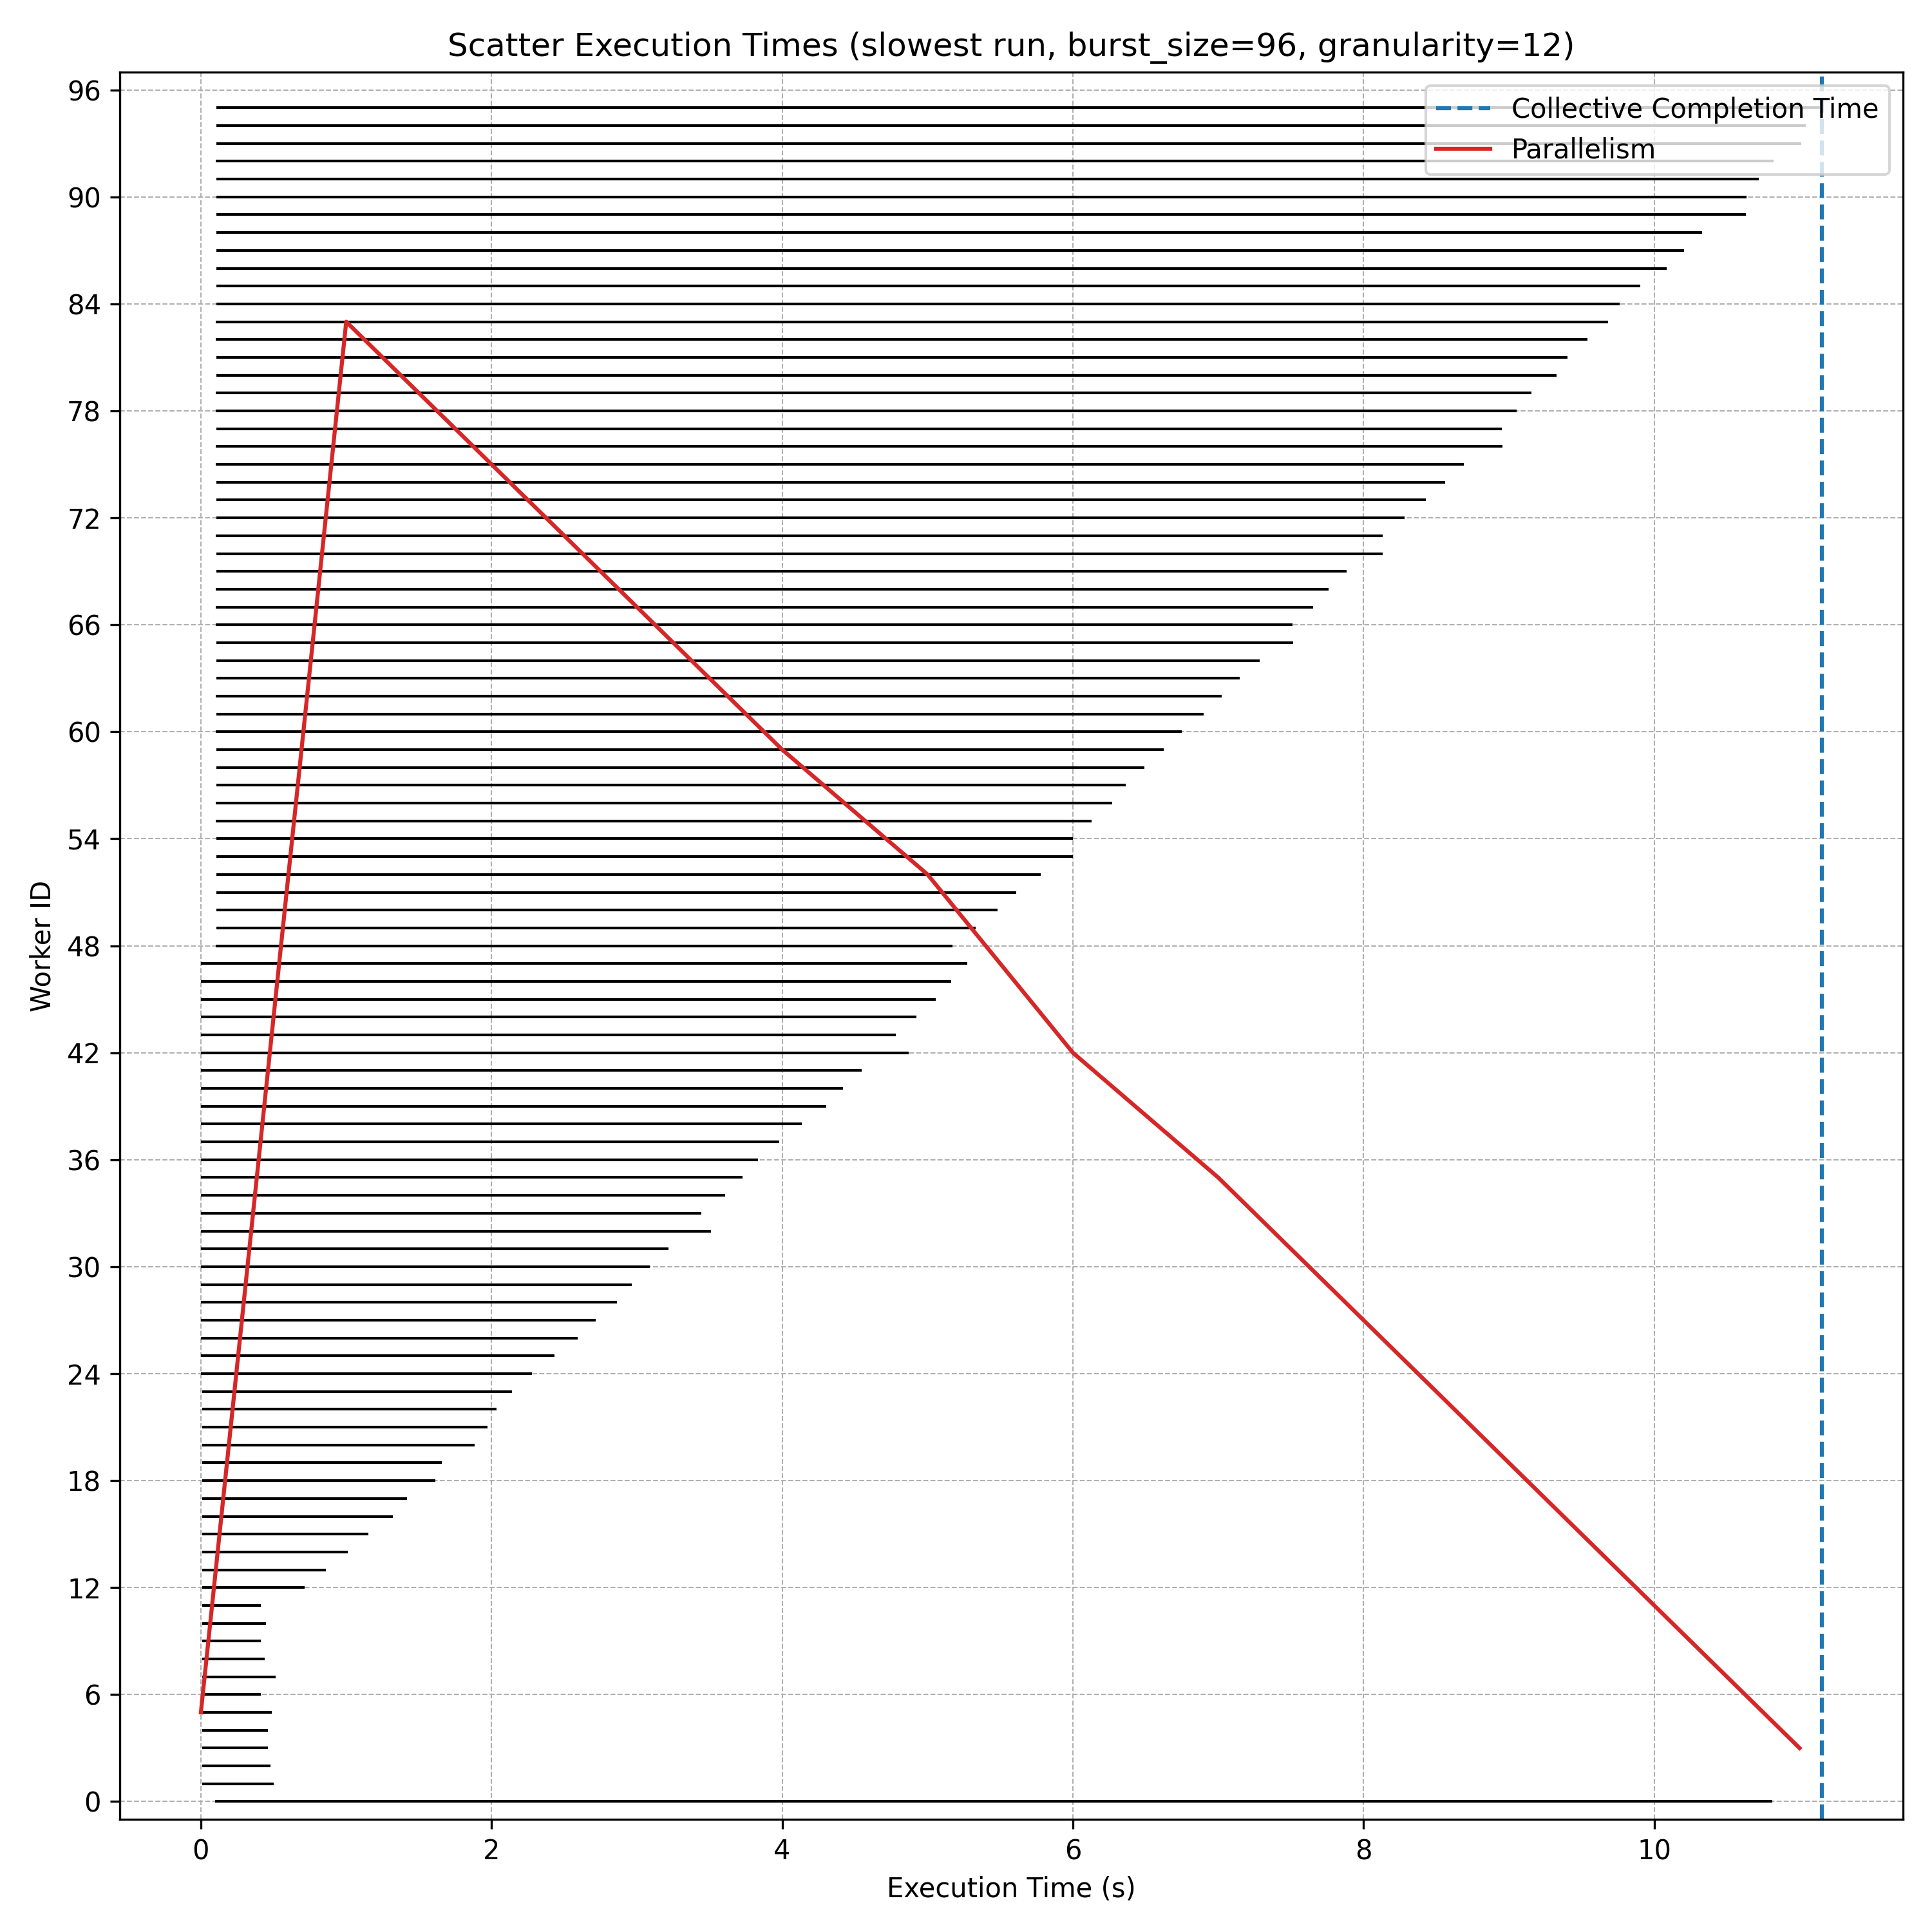 Scatter Execution Times (slowest run, burst_size=96, granularity=12)
Collective Completion Time
Parallelism
96
90
84
78
72
66
60
54
48
42
36
30
24
18
12
6
0
Worker ID
0 2 4 6 8 10
Execution Time (s)